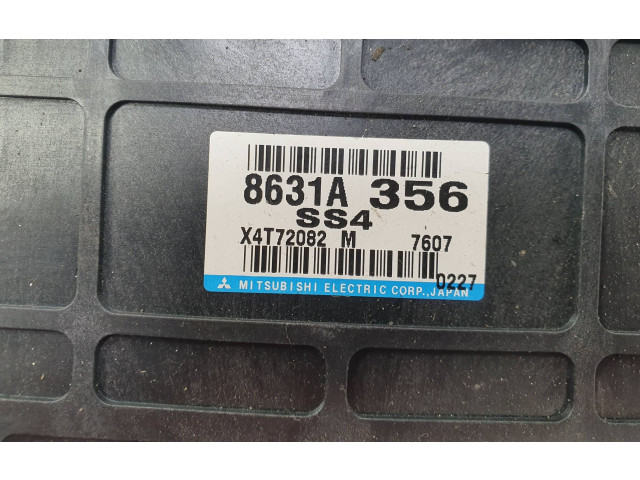 8631A 356
SS4
X4T72082 M 7607
0227
MITSUBISHI ELECTRIC CORP., JAPAN